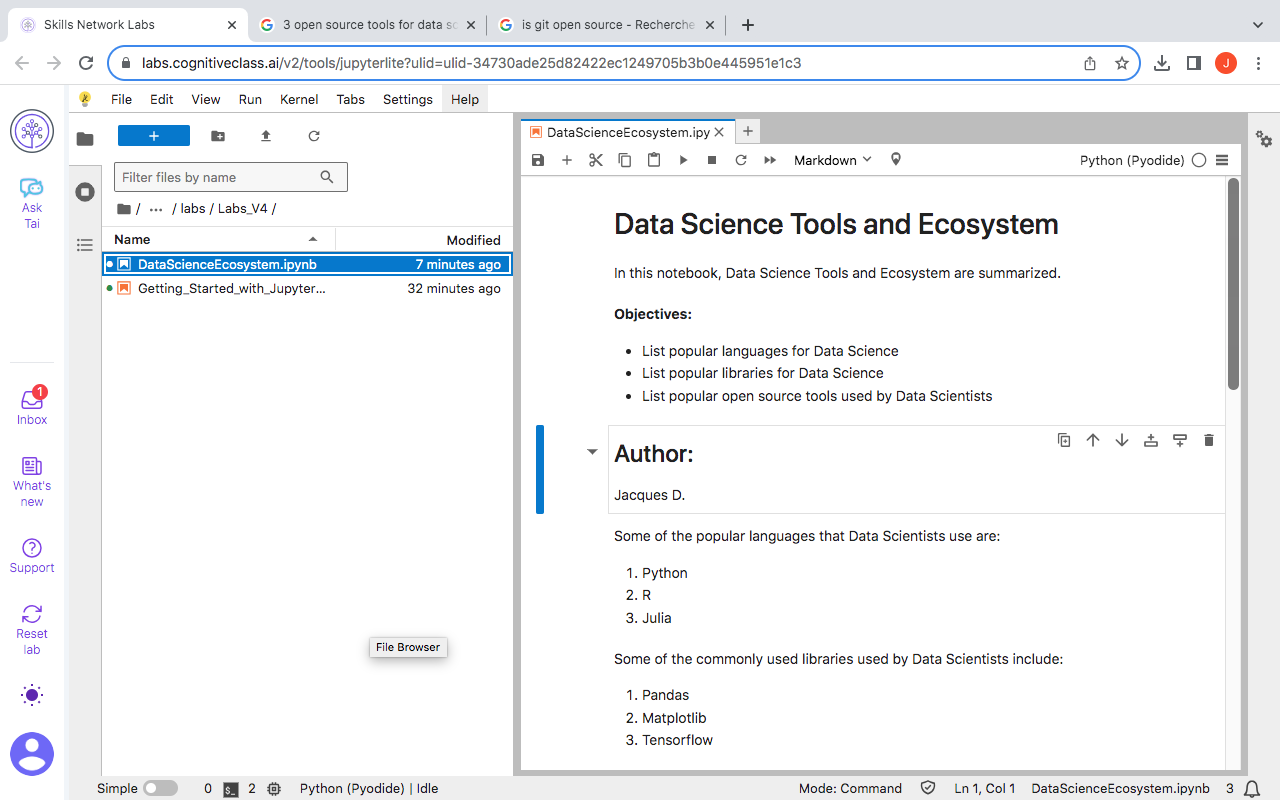 Skills Network Labs
3 open source tools for data sc
is git open source - Recherche
labs.cognitiveclass.ai/v2/tools/jupyterlite?ulid=ulid-34730ade25d82422ec1249705b3b0e445951e1c3
J
File Edit View Run Kernel Tabs Settings Help
Ask
Tai
1
Inbox
What's
new
Support
Reset
lab
+
Filter files by name
/ ··· / labs / Labs_V4 /
Name Modified
DataScienceEcosystem.ipynb 7 minutes ago
Getting_Started_with_Jupyter... 32 minutes ago
File Browser
DataScienceEcosystem.ipy
Markdown
Python (Pyodide)
Data Science Tools and Ecosystem
In this notebook, Data Science Tools and Ecosystem are summarized.
Objectives:
• List popular languages for Data Science
• List popular libraries for Data Science
• List popular open source tools used by Data Scientists
Author:
Jacques D.
Some of the popular languages that Data Scientists use are:
1. Python
2. R
3. Julia
Some of the commonly used libraries used by Data Scientists include:
1. Pandas
2. Matplotlib
3. Tensorflow
Simple 0 $_ 2 Python (Pyodide) | Idle Mode: Command Ln 1, Col 1 DataScienceEcosystem.ipynb 3